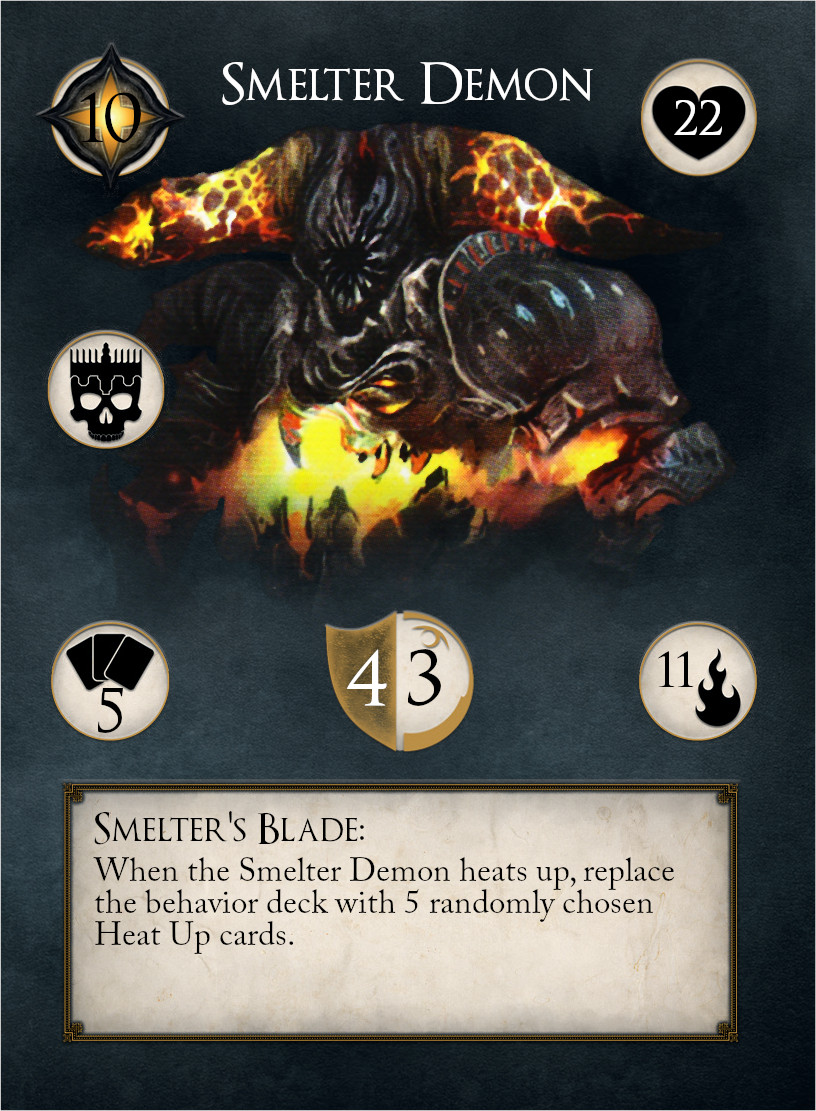 10
Smelter Demon
22
5
4 3
11
Smelter's Blade:
When the Smelter Demon heats up, replace
the behavior deck with 5 randomly chosen
Heat Up cards.